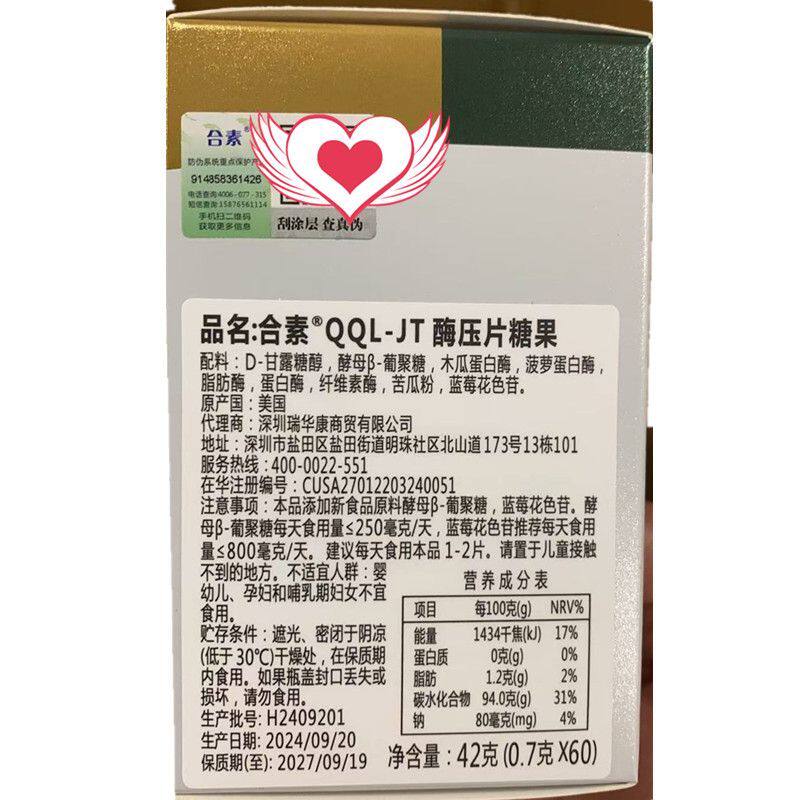 合素®
防伪系统重点保护产
914858361426
电话查询4006-077-315
短信查询15876561114
手机扫二维码
获取更多信息
刮涂层 查真伪
品名:合素®QQL-JT 酶压片糖果
配料：D-甘露糖醇，酵母β-葡聚糖，木瓜蛋白酶，菠萝蛋白酶，
脂肪酶，蛋白酶，纤维素酶，苦瓜粉，蓝莓花色苷。
原产国：美国
代理商：深圳瑞华康商贸有限公司
地址：深圳市盐田区盐田街道明珠社区北山道173号13栋101
服务热线：400-0022-551
在华注册编号：CUSA27012203240051
注意事项：本品添加新食品原料酵母β-葡聚糖，蓝莓花色苷。酵
母β-葡聚糖每天食用量≤250毫克/天，蓝莓花色苷推荐每天食用
量≤800毫克/天。建议每天食用本品1-2片。请置于儿童接触
不到的地方。不适宜人群：婴
幼儿、孕妇和哺乳期妇女不宜
食用。
贮存条件：遮光、密闭于阴凉
(低于30℃)干燥处，在保质期
内食用。如果瓶盖封口丢失或
损坏，请勿食用。
生产批号: H2409201
生产日期: 2024/09/20
保质期(至): 2027/09/19
营养成分表
项目 每100克(g) NRV%
能量 1434千焦(kJ) 17%
蛋白质 0克(g) 0%
脂肪 1.2克(g) 2%
碳水化合物 94.0克(g) 31%
钠 80毫克(mg) 4%
净含量：42克(0.7克X60)